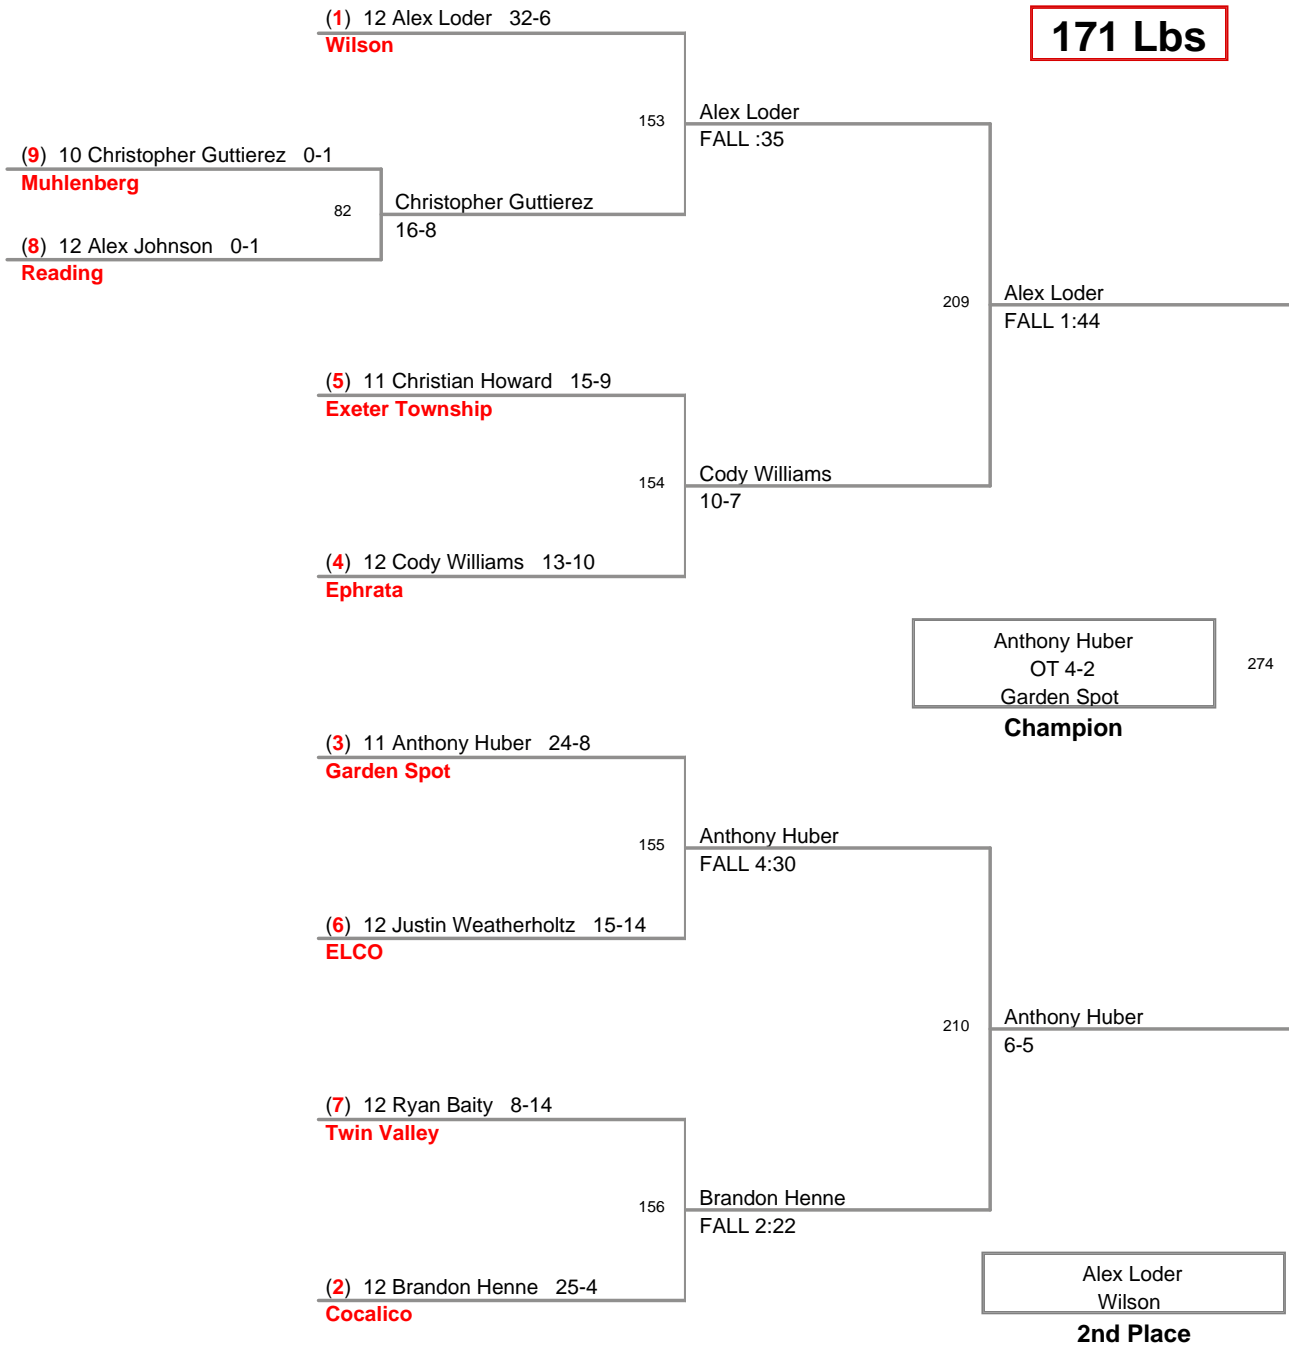 (1) 12 Alex Loder 32-6
Wilson
171 Lbs
153
Alex Loder
FALL :35
(9) 10 Christopher Guttierez 0-1
Muhlenberg
82
Christopher Guttierez
16-8
(8) 12 Alex Johnson 0-1
Reading
209
Alex Loder
FALL 1:44
(5) 11 Christian Howard 15-9
Exeter Township
154
Cody Williams
10-7
(4) 12 Cody Williams 13-10
Ephrata
Anthony Huber
OT 4-2
Garden Spot
274
Champion
(3) 11 Anthony Huber 24-8
Garden Spot
155
Anthony Huber
FALL 4:30
(6) 12 Justin Weatherholtz 15-14
ELCO
210
Anthony Huber
6-5
(7) 12 Ryan Baity 8-14
Twin Valley
156
Brandon Henne
FALL 2:22
(2) 12 Brandon Henne 25-4
Cocalico
Alex Loder
Wilson
2nd Place